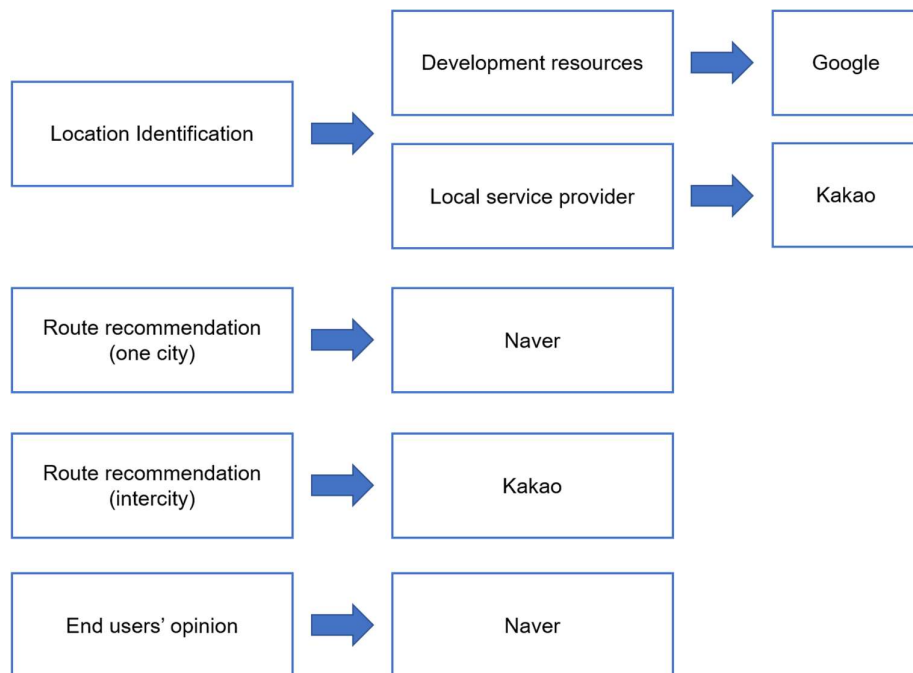 Development resources
Google
Location Identification
Local service provider
Kakao
Route recommendation
(one city)
Naver
Route recommendation
(intercity)
Kakao
End users’ opinion
Naver